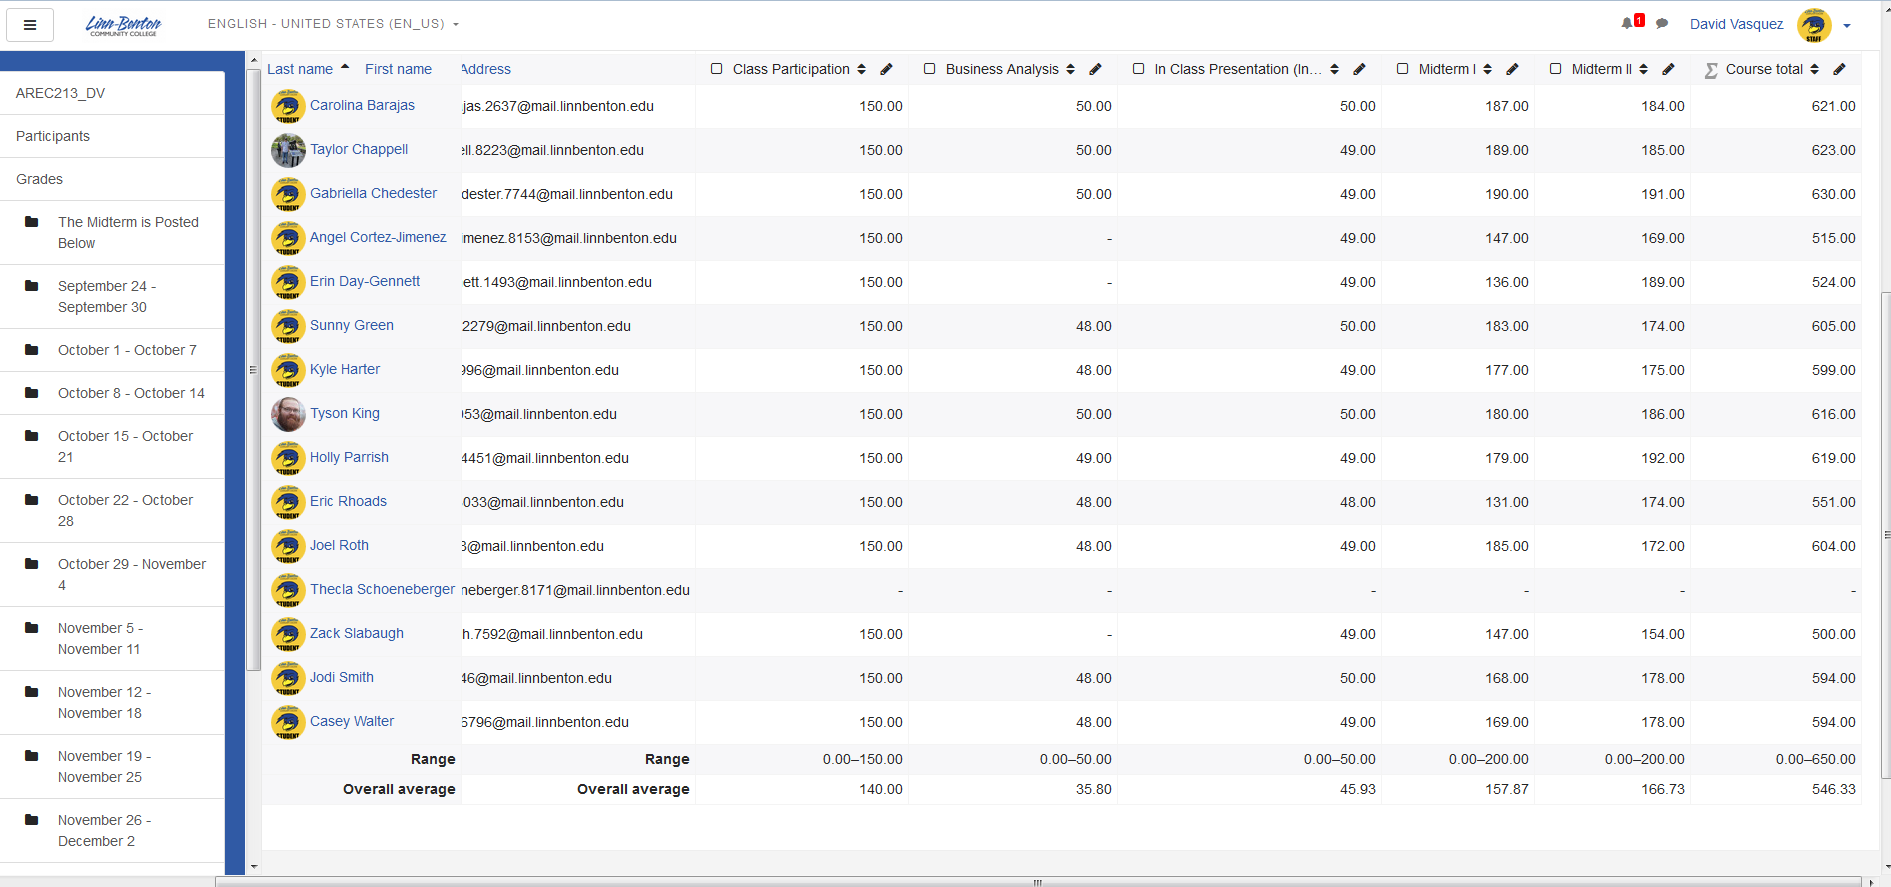 Linn-Benton
COMMUNITY COLLEGE
ENGLISH - UNITED STATES (EN_US)
1
David Vasquez
STAFF
AREC213_DV
Participants
Grades
The Midterm is Posted
Below
September 24 -
September 30
October 1 - October 7
October 8 - October 14
October 15 - October
21
October 22 - October
28
October 29 - November
4
November 5 -
November 11
November 12 -
November 18
November 19 -
November 25
November 26 -
December 2
Last name First name Address Class Participation Business Analysis In Class Presentation (In... Midterm I Midterm II Σ Course total
Carolina Barajas jas.2637@mail.linnbenton.edu 150.00 50.00 50.00 187.00 184.00 621.00
Taylor Chappell ell.8223@mail.linnbenton.edu 150.00 50.00 49.00 189.00 185.00 623.00
Gabriella Chedester dester.7744@mail.linnbenton.edu 150.00 50.00 49.00 190.00 191.00 630.00
Angel Cortez-Jimenez imenez.8153@mail.linnbenton.edu 150.00 - 49.00 147.00 169.00 515.00
Erin Day-Gennett ett.1493@mail.linnbenton.edu 150.00 - 49.00 136.00 189.00 524.00
Sunny Green 2279@mail.linnbenton.edu 150.00 48.00 50.00 183.00 174.00 605.00
Kyle Harter 996@mail.linnbenton.edu 150.00 48.00 49.00 177.00 175.00 599.00
Tyson King 053@mail.linnbenton.edu 150.00 50.00 50.00 180.00 186.00 616.00
Holly Parrish 4451@mail.linnbenton.edu 150.00 49.00 49.00 179.00 192.00 619.00
Eric Rhoads 033@mail.linnbenton.edu 150.00 48.00 48.00 131.00 174.00 551.00
Joel Roth 3@mail.linnbenton.edu 150.00 48.00 49.00 185.00 172.00 604.00
Thecla Schoeneberger neberger.8171@mail.linnbenton.edu - - - - - -
Zack Slabaugh h.7592@mail.linnbenton.edu 150.00 - 49.00 147.00 154.00 500.00
Jodi Smith 46@mail.linnbenton.edu 150.00 48.00 50.00 168.00 178.00 594.00
Casey Walter 6796@mail.linnbenton.edu 150.00 48.00 49.00 169.00 178.00 594.00
Range Range 0.00–150.00 0.00–50.00 0.00–50.00 0.00–200.00 0.00–200.00 0.00–650.00
Overall average Overall average 140.00 35.80 45.93 157.87 166.73 546.33